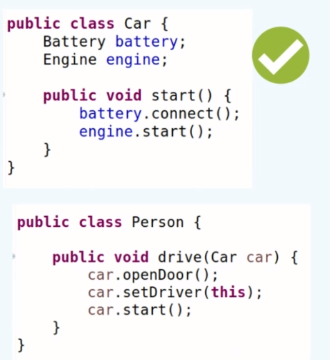 public class Car {
    Battery battery;
    Engine engine;

    public void start() {
        battery.connect();
        engine.start();
    }
}

public class Person {

    public void drive(Car car) {
        car.openDoor();
        car.setDriver(this);
        car.start();
    }
}